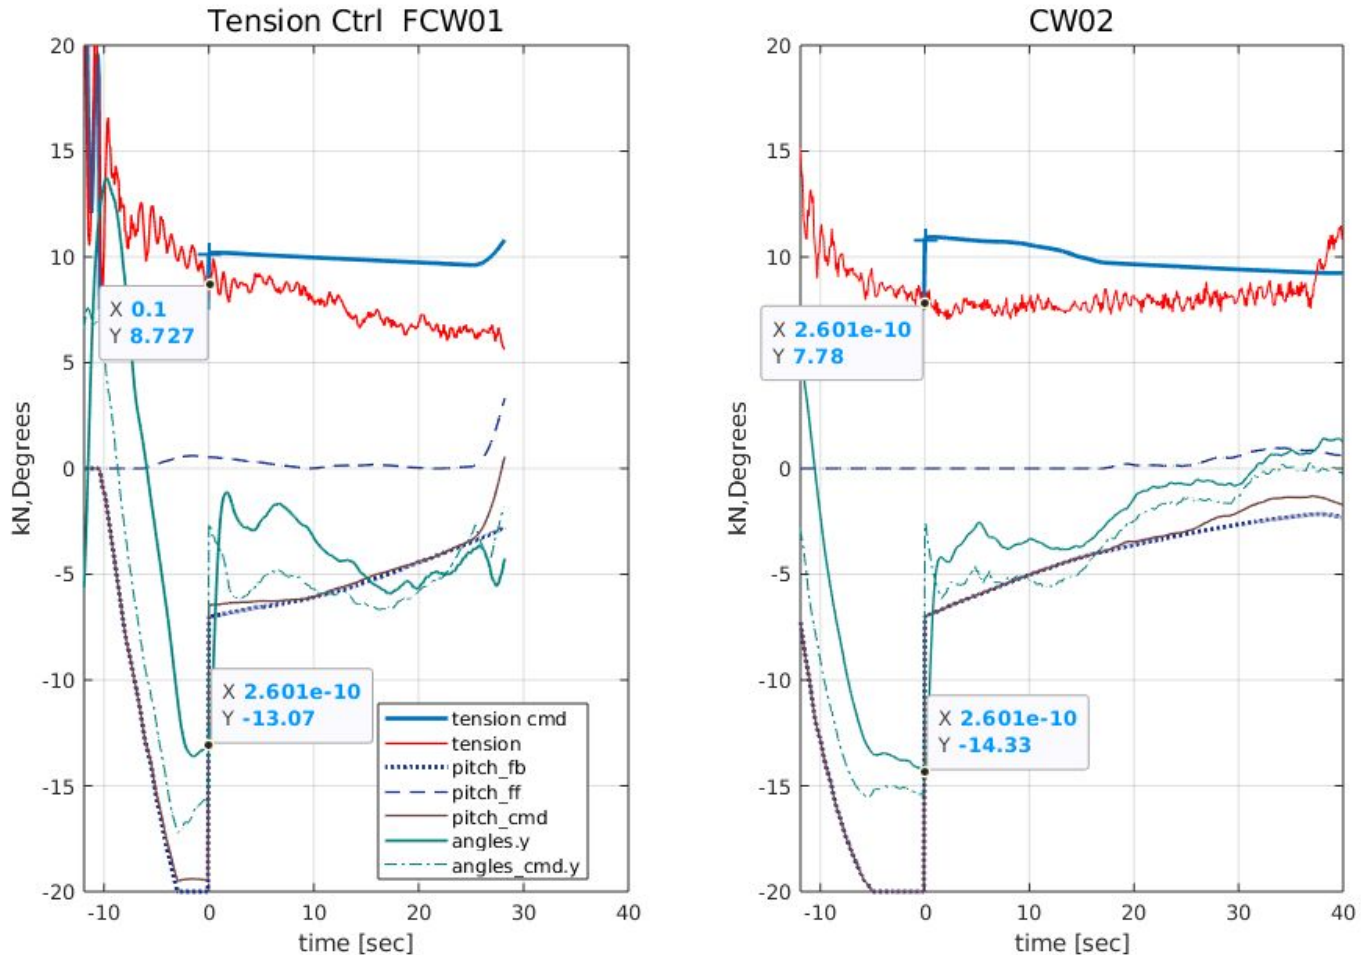 Tension Ctrl  FCW01
20
15
10
5
0
-5
-10
-15
-20
kN,Degrees
-10
0
10
20
30
40
time [sec]
X 0.1
Y 8.727
X 2.601e-10
Y -13.07
tension cmd
tension
pitch_fb
pitch_ff
pitch_cmd
angles.y
angles_cmd.y
CW02
20
15
10
5
0
-5
-10
-15
-20
kN,Degrees
-10
0
10
20
30
40
time [sec]
X 2.601e-10
Y 7.78
X 2.601e-10
Y -14.33